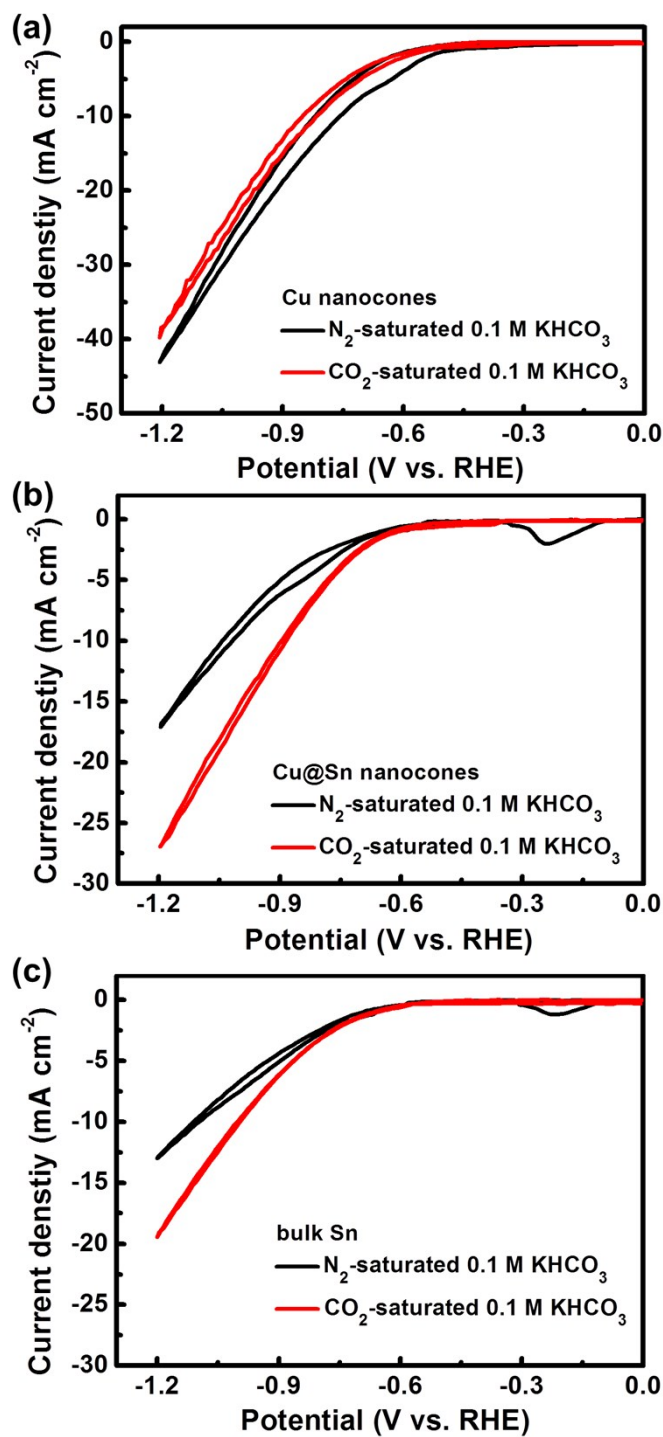 (a)
0
-10
-20
-30
-40
-50
Current denstiy (mA cm⁻²)
Cu nanocones
N₂-saturated 0.1 M KHCO₃
CO₂-saturated 0.1 M KHCO₃
-1.2 -0.9 -0.6 -0.3 0.0
Potential (V vs. RHE)
(b)
0
-5
-10
-15
-20
-25
-30
Current denstiy (mA cm⁻²)
Cu@Sn nanocones
N₂-saturated 0.1 M KHCO₃
CO₂-saturated 0.1 M KHCO₃
-1.2 -0.9 -0.6 -0.3 0.0
Potential (V vs. RHE)
(c)
0
-5
-10
-15
-20
-25
-30
Current denstiy (mA cm⁻²)
bulk Sn
N₂-saturated 0.1 M KHCO₃
CO₂-saturated 0.1 M KHCO₃
-1.2 -0.9 -0.6 -0.3 0.0
Potential (V vs. RHE)